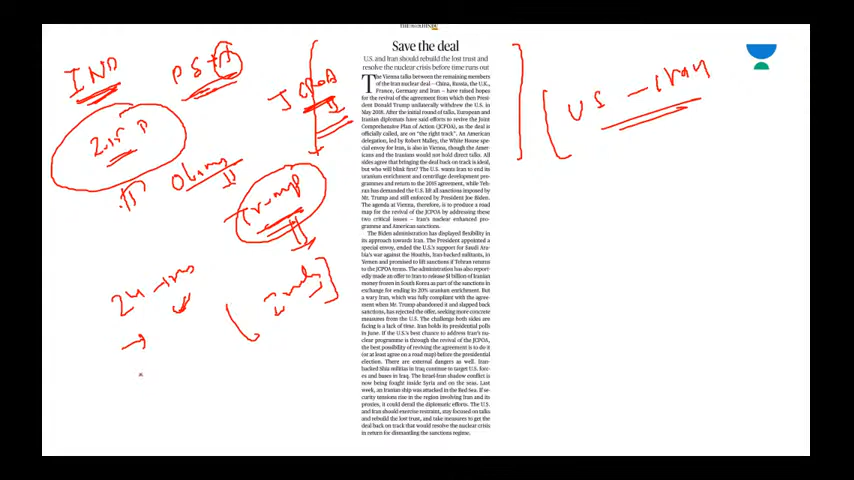 THE HINDU
Save the deal
U.S. and Iran should rebuild the lost trust and
resolve the nuclear crisis before time runs out
The Vienna talks between the remaining members
of the Iran nuclear deal – China, Russia, the U.K.,
France, Germany and Iran – have raised hopes
for the revival of the agreement from which then Presi-
dent Donald Trump unilaterally withdrew the U.S. in
May 2018. After the initial round of talks, European and
Iranian diplomats have said efforts to revive the Joint
Comprehensive Plan of Action (JCPOA), as the deal is
officially called, are on "the right track". An American
delegation, led by Robert Malley, the White House spe-
cial envoy for Iran, is also in Vienna, though the Amer-
icans and the Iranians would not hold direct talks. All
sides agree that bringing the deal back on track is ideal,
but who will blink first? The U.S. wants Iran to end its
uranium enrichment and centrifuge development pro-
grammes and return to the 2015 agreement, while Teh-
ran has demanded the U.S. lift all sanctions imposed by
Mr. Trump and still enforced by President Joe Biden.
The agenda at Vienna, therefore, is to produce a road
map for the revival of the JCPOA by addressing these
two critical issues – Iran's nuclear enhanced pro-
gramme and American sanctions.
The Biden administration has displayed flexibility in
its approach towards Iran. The President appointed a
special envoy, ended the U.S.'s support for Saudi Ara-
bia's war against the Houthis, Iran-backed militants, in
Yemen and promised to lift sanctions if Tehran returns
to the JCPOA terms. The administration has also report-
edly made an offer to Iran to release $1 billion of Iranian
money frozen in South Korea as part of the sanctions in
exchange for ending its 20% uranium enrichment. But
a wary Iran, which was fully compliant with the agree-
ment when Mr. Trump abandoned it and slapped back
sanctions, has rejected the offer, seeking more concrete
measures from the U.S. The challenge both sides are
facing is a lack of time. Iran holds its presidential polls
in June. If the U.S.'s best chance to address Iran's nu-
clear programme is through the revival of the JCPOA,
the best possibility of reviving the agreement is to do it
(or at least agree on a road map) before the presidential
election. There are external dangers as well. Iran-
backed Shia militias in Iraq continue to target U.S. forc-
es and bases in Iraq. The Israel-Iran shadow conflict is
now being fought inside Syria and on the seas. Last
week, an Iranian ship was attacked in the Red Sea. If se-
curity tensions rise in the region involving Iran and its
proxies, it could derail the diplomatic efforts. The U.S.
and Iran should exercise restraint, stay focused on talks
and rebuild the lost trust, and take measures to get the
deal back on track that would resolve the nuclear crisis
in return for dismantling the sanctions regime.
IND
P5+1
JCPOA
US - Iran
2015
Obama
Trump